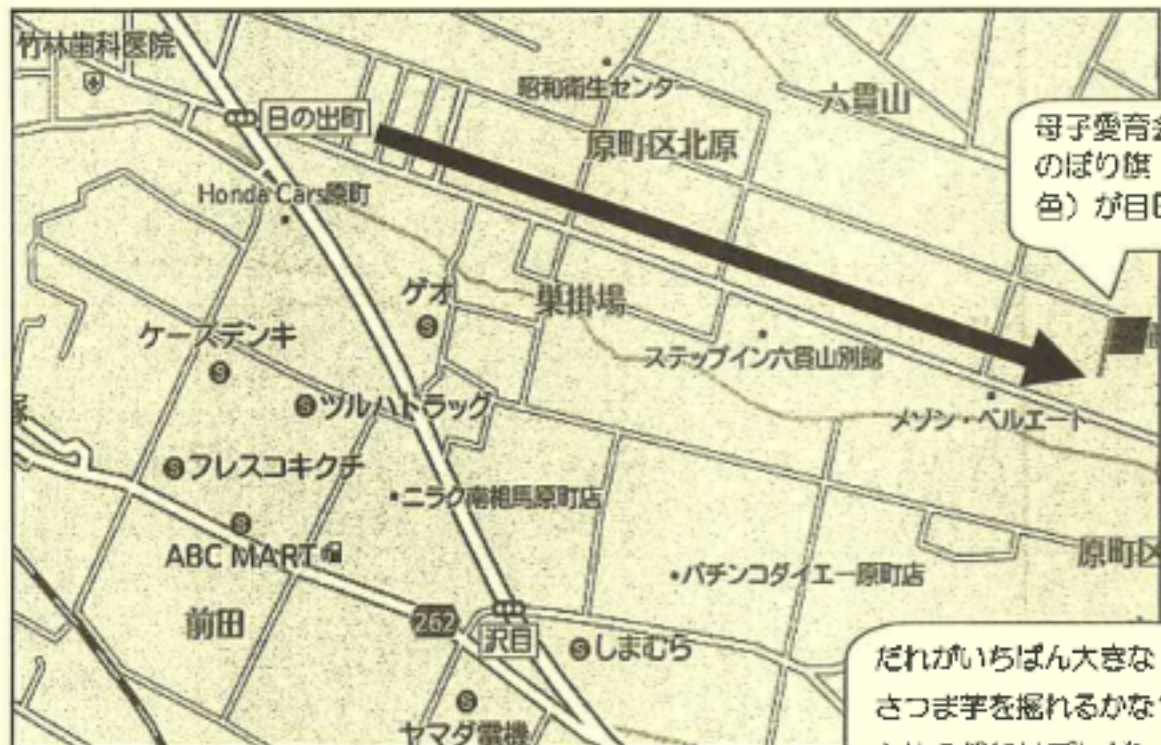 竹林歯科医院
昭和衛生センター
六貫山
日の出町
原町区北原
母子愛育会
のぼり旗
色）が目
Honda Cars原町
ゲオ
巣掛場
ケーズデンキ
ステップイン六貫山別館
ツルハドラッグ
メゾン・ベルエート
フレスコキクチ
ニラク南相馬原町店
ABC MART
原町区
パチンコダイエー原町店
前田
262
沢目
しまむら
だれがいちばん大きな
さつま芋を掘れるかな
ヤマダ電機